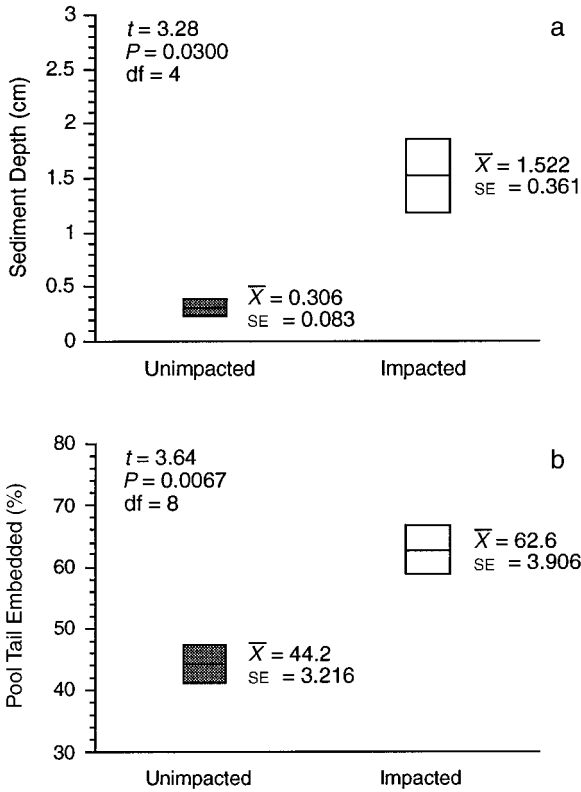 a
t = 3.28
P = 0.0300
df = 4
Sediment Depth (cm)
3
2.5
2
1.5
1
0.5
0
X̅ = 1.522
SE = 0.361
X̅ = 0.306
SE = 0.083
Unimpacted Impacted
b
t = 3.64
P = 0.0067
df = 8
Pool Tail Embedded (%)
80
70
60
50
40
30
X̅ = 62.6
SE = 3.906
X̅ = 44.2
SE = 3.216
Unimpacted Impacted